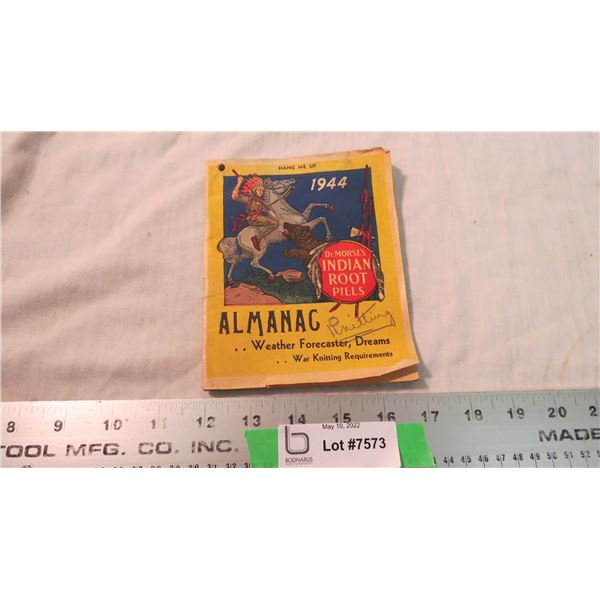 HANG ME UP
1944
DR. MORSE'S
INDIAN
ROOT
PILLS
ALMANAC
Knitting
.. Weather Forecaster, Dreams
.. War Knitting Requirements
8 9 10 11 12 13 14 15 16 17 18 19 20 2
TOOL MFG. CO. INC.
MADE
May 10, 2022
b
Lot #7573
BODNARUS